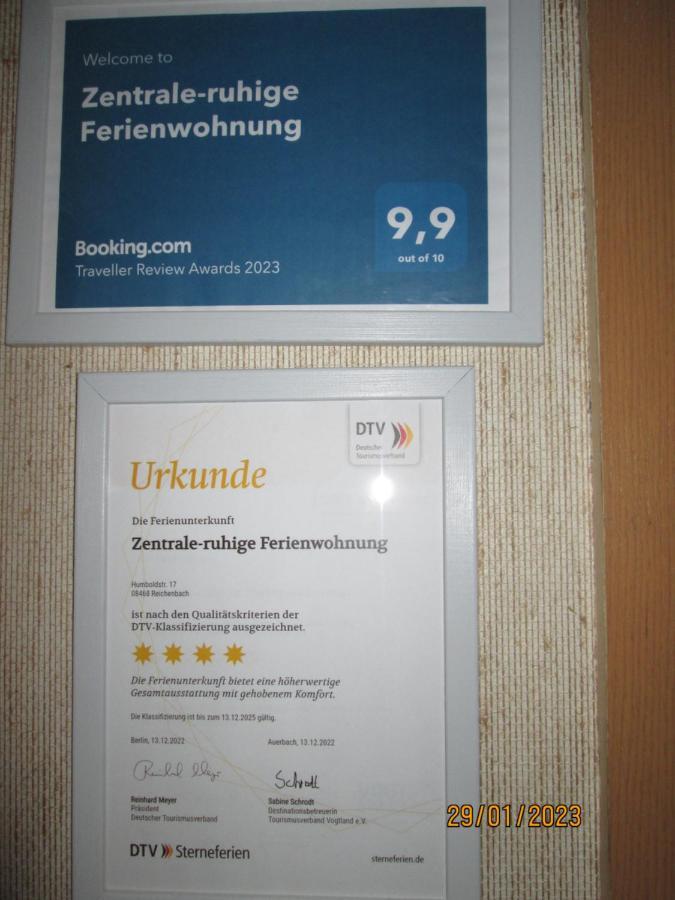 Welcome to
Zentrale-ruhige
Ferienwohnung
9,9
out of 10
Booking.com
Traveller Review Awards 2023
DTV
Deutscher
Tourismusverband
Urkunde
Die Ferienunterkunft
Zentrale-ruhige Ferienwohnung
Humboldstr. 17
08468 Reichenbach
ist nach den Qualitätskriterien der
DTV-Klassifizierung ausgezeichnet.
Die Ferienunterkunft bietet eine höherwertige
Gesamtausstattung mit gehobenem Komfort.
Die Klassifizierung ist bis zum 13.12.2025 gültig.
Berlin, 13.12.2022 Auerbach, 13.12.2022
Schrodt
Reinhard Meyer Sabine Schrodt
Präsident Destinationsbetreuerin
Deutscher Tourismusverband Tourismusverband Vogtland e.V.
29/01/2023
DTV Sterneferien sterneferien.de